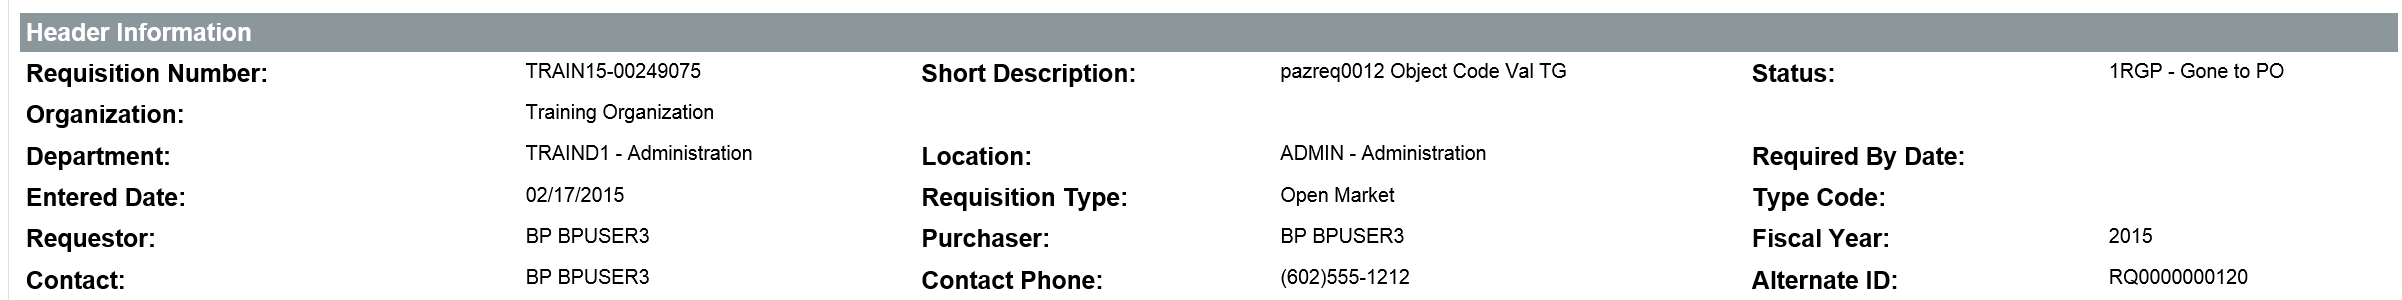 Header Information
Requisition Number: TRAIN15-00249075 Short Description: pazreq0012 Object Code Val TG Status: 1RGP - Gone to PO
Organization: Training Organization
Department: TRAIND1 - Administration Location: ADMIN - Administration Required By Date:
Entered Date: 02/17/2015 Requisition Type: Open Market Type Code:
Requestor: BP BPUSER3 Purchaser: BP BPUSER3 Fiscal Year: 2015
Contact: BP BPUSER3 Contact Phone: (602)555-1212 Alternate ID: RQ0000000120